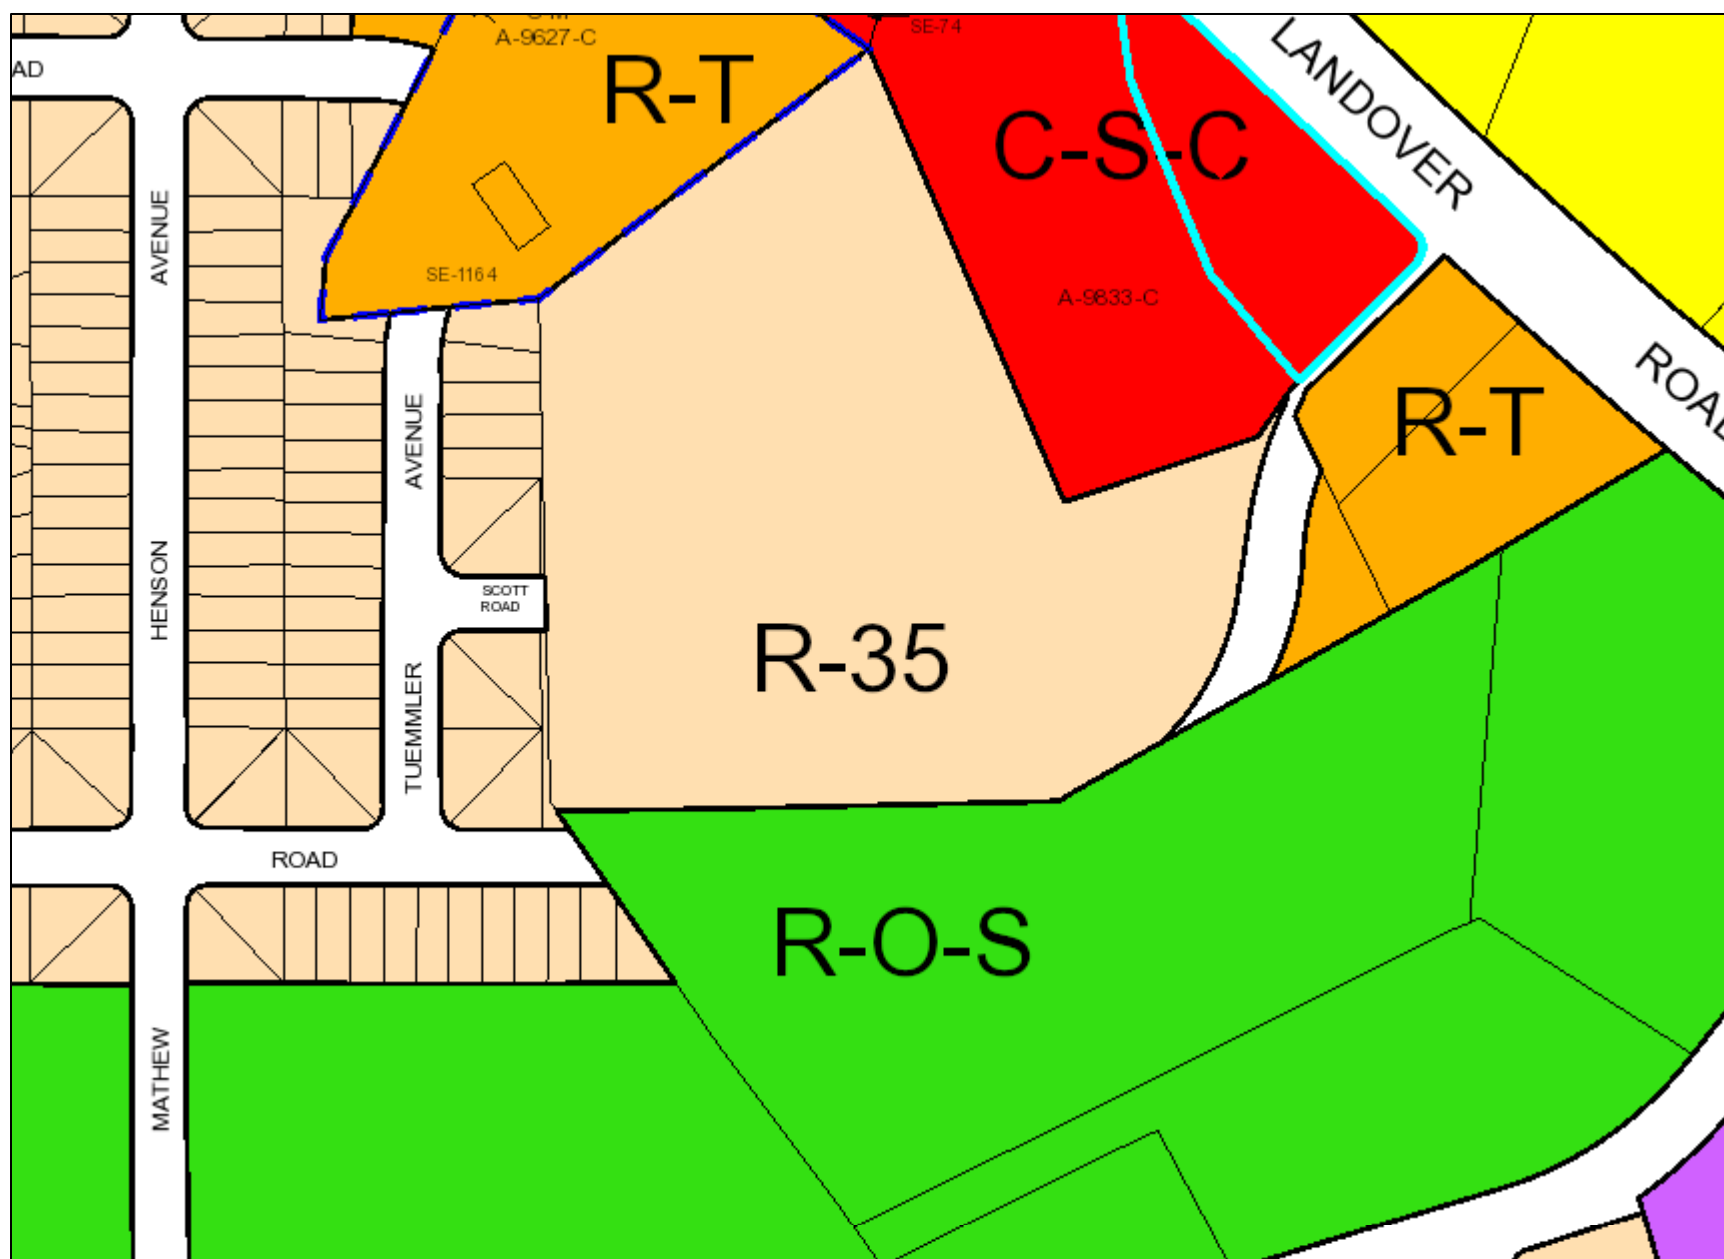 A-9627-C
SE-74
AD
R-T
C-S-C
LANDOVER
AVENUE
SE-1164
A-9833-C
ROAD
AVENUE
R-T
HENSON
SCOTT
ROAD
R-35
TUEMMLER
ROAD
R-O-S
MATHEW